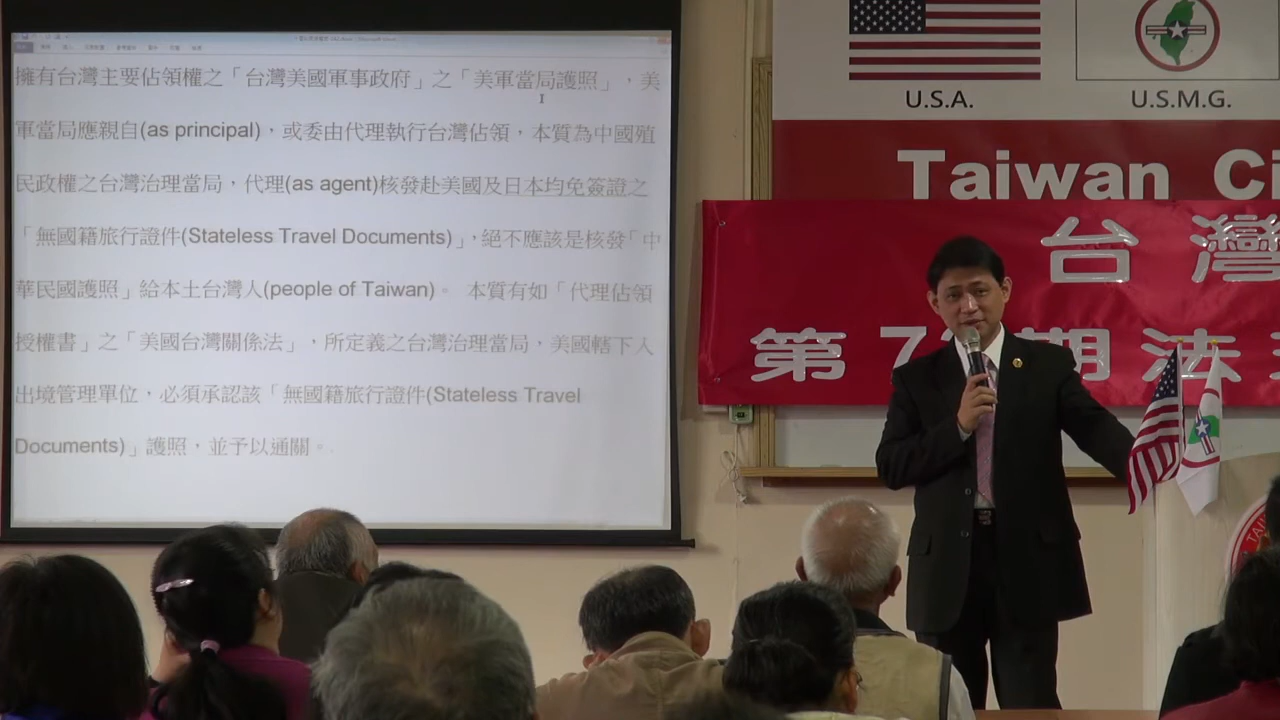 擁有台灣主要佔領權之「台灣美國軍事政府」之「美軍當局護照」，美
軍當局應親自(as principal)，或委由代理執行台灣佔領，本質為中國殖
民政權之台灣治理當局，代理(as agent)核發赴美國及日本均免簽證之
「無國籍旅行證件(Stateless Travel Documents)」，絕不應該是核發「中
華民國護照」給本土台灣人(people of Taiwan)。 本質有如「代理佔領
授權書」之「美國台灣關係法」，所定義之台灣治理當局，美國轄下入
出境管理單位，必須承認該「無國籍旅行證件(Stateless Travel
Documents)」護照，並予以通關。
U.S.A.
U.S.M.G.
Taiwan Ci
台灣
第 7 期法